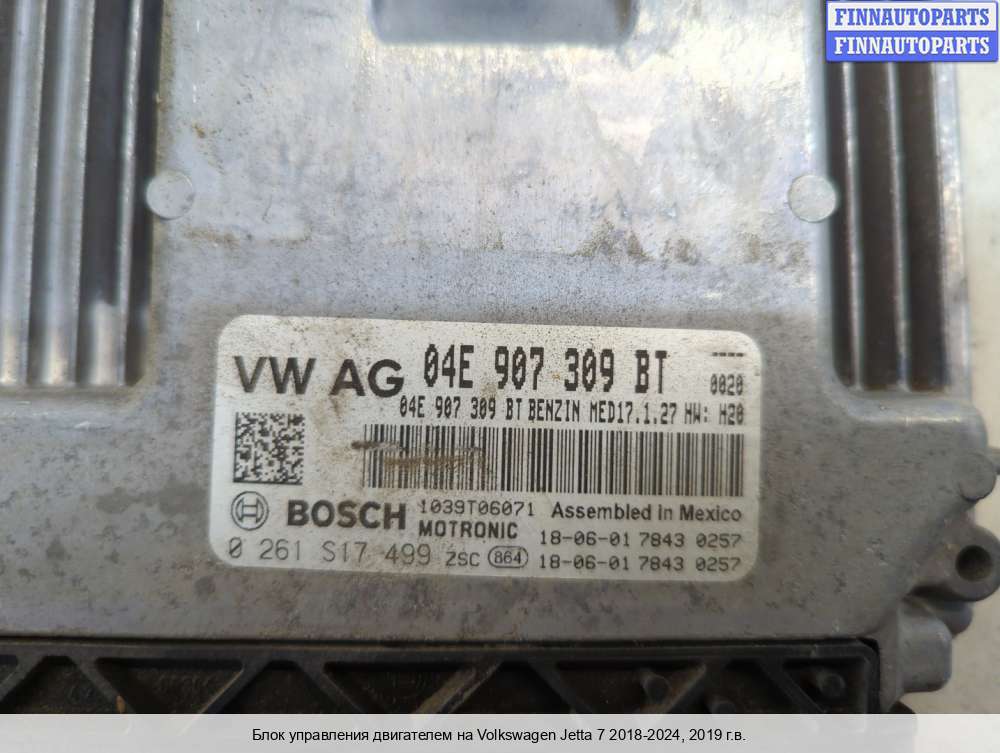 FINNAUTOPARTS
FINNAUTOPARTS
VW AG 04E 907 309 BT ----
0020
04E 907 309 BT BENZIN MED17.1.27 HW: H20
BOSCH 1039T06071 Assembled in Mexico
MOTRONIC 18-06-01 7843 0257
0 261 S17 499 ZSC 864 18-06-01 7843 0257
Блок управления двигателем на Volkswagen Jetta 7 2018-2024, 2019 г.в.